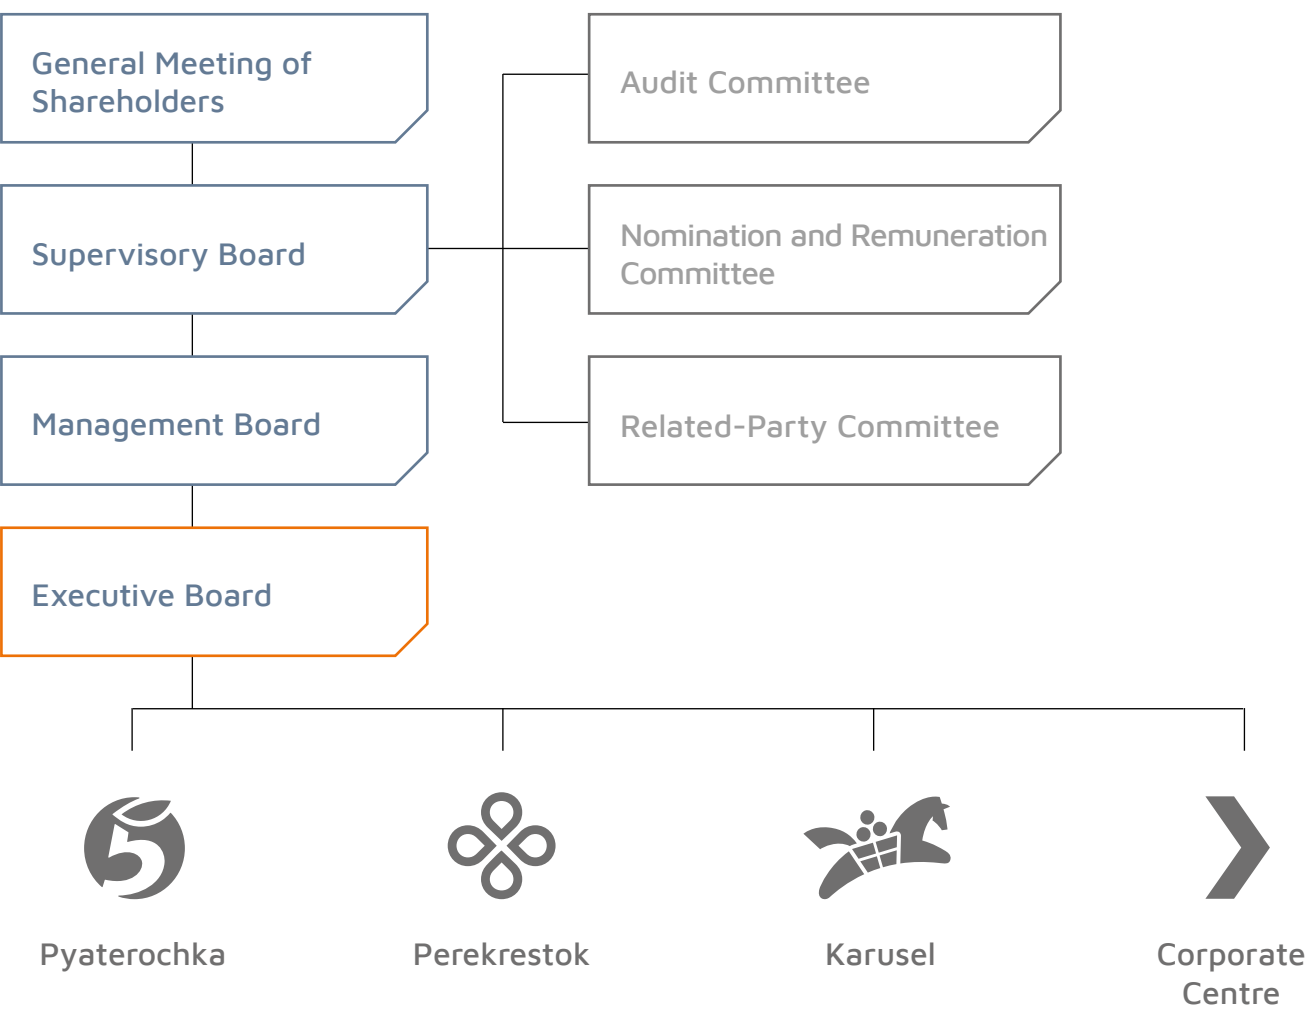 General Meeting of
Shareholders
Audit Committee
Supervisory Board
Nomination and Remuneration
Committee
Management Board
Related-Party Committee
Executive Board
5
Pyaterochka
Perekrestok
Karusel
Corporate
Centre